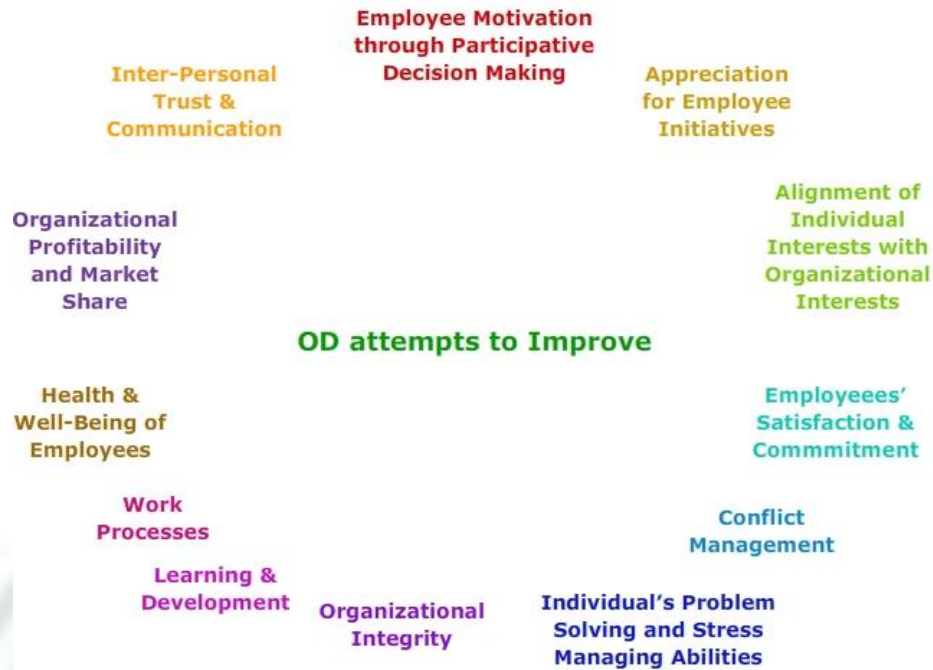 Employee Motivation
through Participative
Decision Making
Inter-Personal
Trust &
Communication
Appreciation
for Employee
Initiatives
Organizational
Profitability
and Market
Share
Alignment of
Individual
Interests with
Organizational
Interests
OD attempts to Improve
Health &
Well-Being of
Employees
Employeees'
Satisfaction &
Commmitment
Work
Processes
Conflict
Management
Learning &
Development
Organizational
Integrity
Individual's Problem
Solving and Stress
Managing Abilities